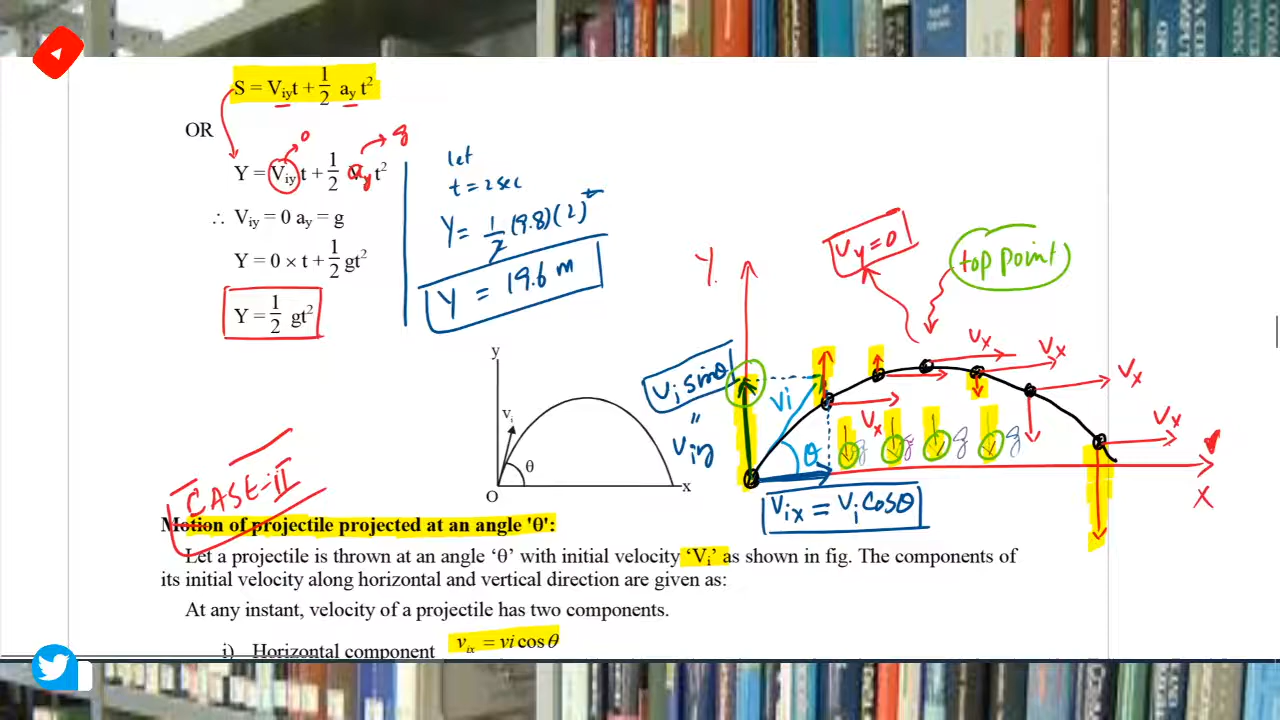 S = V_iy t + 1/2 a_y t²
OR
Y = V_iy t + 1/2 a_y t²
0
g
∴ V_iy = 0 a_y = g
Y = 0 × t + 1/2 gt²
Y = 1/2 gt²
let
t = 2 sec
Y = 1/2 (9.8)(2)²
Y = 19.6 m
y
v_i
θ
O
x
CASE-II
Motion of projectile projected at an angle 'θ':
Let a projectile is thrown at an angle ‘θ’ with initial velocity ‘V_i’ as shown in fig. The components of
its initial velocity along horizontal and vertical direction are given as:
At any instant, velocity of a projectile has two components.
i) Horizontal component v_ix = vi cos θ
Y
v_y = 0
top point
v_i sinθ
"
v_iy
v_i
θ
v_x
v_x
v_x
v_x
v_x
g
g
g
g
X
v_ix = v_i cosθ